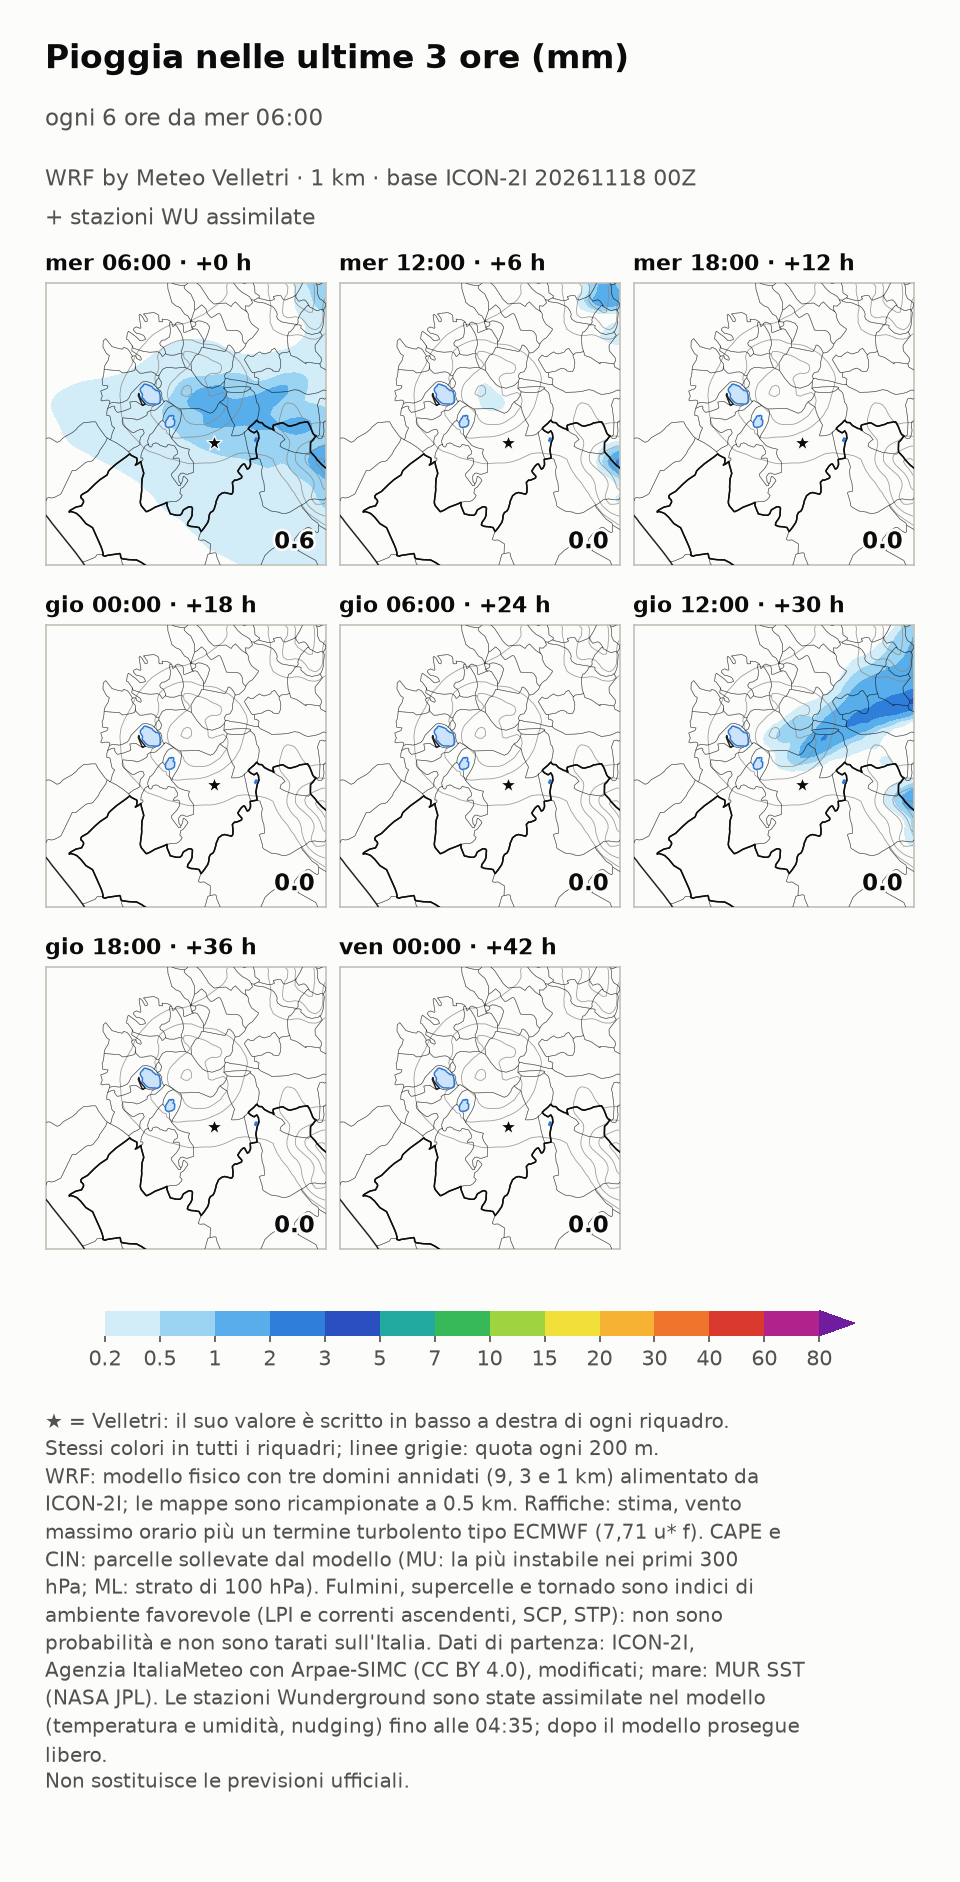 Pioggia nelle ultime 3 ore (mm)
ogni 6 ore da mer 06:00
WRF by Meteo Velletri · 1 km · base ICON-2I 20261118 00Z
+ stazioni WU assimilate
mer 06:00 · +0 h
mer 12:00 · +6 h
mer 18:00 · +12 h
0.6
0.0
0.0
gio 00:00 · +18 h
gio 06:00 · +24 h
gio 12:00 · +30 h
0.0
0.0
0.0
gio 18:00 · +36 h
ven 00:00 · +42 h
0.0
0.0
0.2 0.5 1 2 3 5 7 10 15 20 30 40 60 80
★ = Velletri: il suo valore è scritto in basso a destra di ogni riquadro.
Stessi colori in tutti i riquadri; linee grigie: quota ogni 200 m.
WRF: modello fisico con tre domini annidati (9, 3 e 1 km) alimentato da
ICON-2I; le mappe sono ricampionate a 0.5 km. Raffiche: stima, vento
massimo orario più un termine turbolento tipo ECMWF (7,71 u* f). CAPE e
CIN: parcelle sollevate dal modello (MU: la più instabile nei primi 300
hPa; ML: strato di 100 hPa). Fulmini, supercelle e tornado sono indici di
ambiente favorevole (LPI e correnti ascendenti, SCP, STP): non sono
probabilità e non sono tarati sull'Italia. Dati di partenza: ICON-2I,
Agenzia ItaliaMeteo con Arpae-SIMC (CC BY 4.0), modificati; mare: MUR SST
(NASA JPL). Le stazioni Wunderground sono state assimilate nel modello
(temperatura e umidità, nudging) fino alle 04:35; dopo il modello prosegue
libero.
Non sostituisce le previsioni ufficiali.